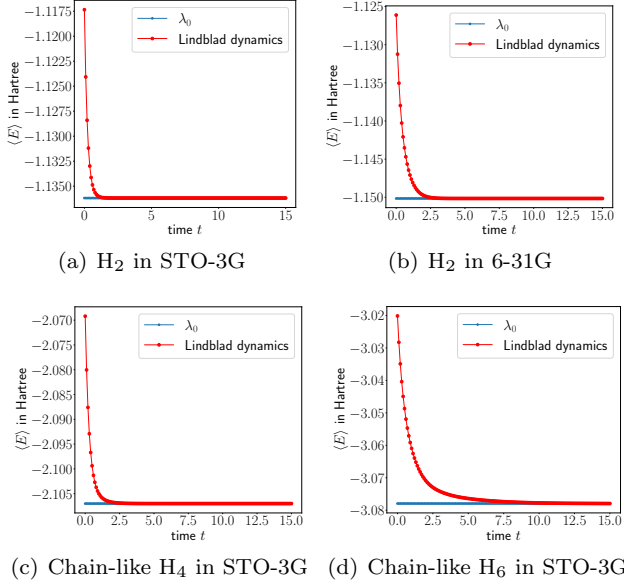 −1.1175
−1.1200
−1.1225
−1.1250
−1.1275
−1.1300
−1.1325
−1.1350
⟨E⟩ in Hartree
λ₀
Lindblad dynamics
0 5 10 15
time t
(a) H₂ in STO-3G
−1.125
−1.130
−1.135
−1.140
−1.145
−1.150
⟨E⟩ in Hartree
λ₀
Lindblad dynamics
0.0 2.5 5.0 7.5 10.0 12.5 15.0
time t
(b) H₂ in 6-31G
−2.070
−2.075
−2.080
−2.085
−2.090
−2.095
−2.100
−2.105
⟨E⟩ in Hartree
λ₀
Lindblad dynamics
0.0 2.5 5.0 7.5 10.0 12.5 15.0
time t
(c) Chain-like H₄ in STO-3G
−3.02
−3.03
−3.04
−3.05
−3.06
−3.07
−3.08
⟨E⟩ in Hartree
λ₀
Lindblad dynamics
0.0 2.5 5.0 7.5 10.0 12.5 15.0
time t
(d) Chain-like H₆ in STO-3G